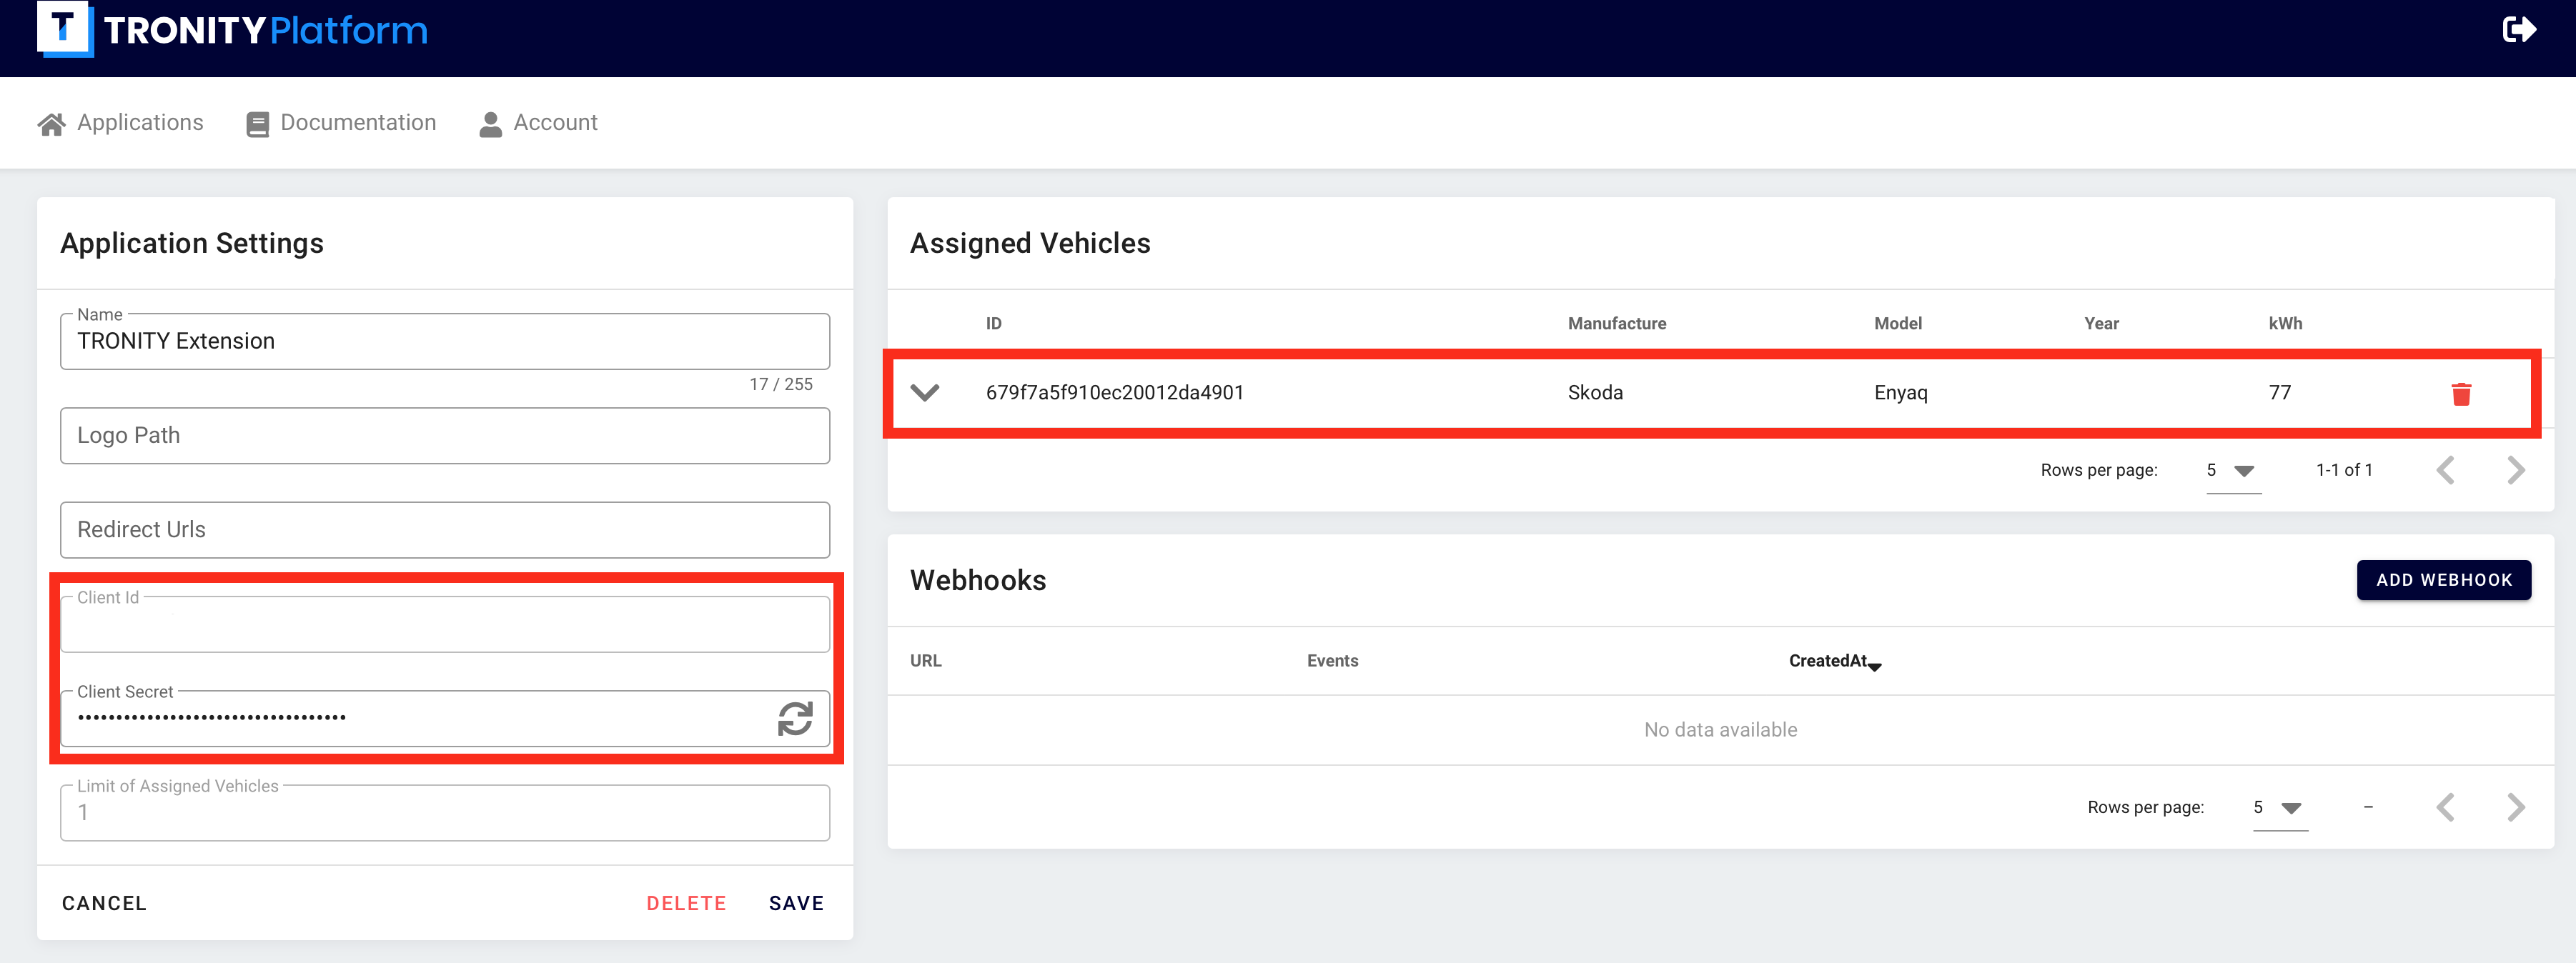 T TRONITY Platform
Applications Documentation Account
Application Settings
Name
TRONITY Extension
17 / 255
Logo Path
Redirect Urls
Client Id
Client Secret
•••••••••••••••••••••••••••••••••••
Limit of Assigned Vehicles
1
CANCEL DELETE SAVE
Assigned Vehicles
ID Manufacture Model Year kWh
679f7a5f910ec20012da4901 Skoda Enyaq 77
Rows per page: 5 1-1 of 1
Webhooks ADD WEBHOOK
URL Events CreatedAt
No data available
Rows per page: 5 –